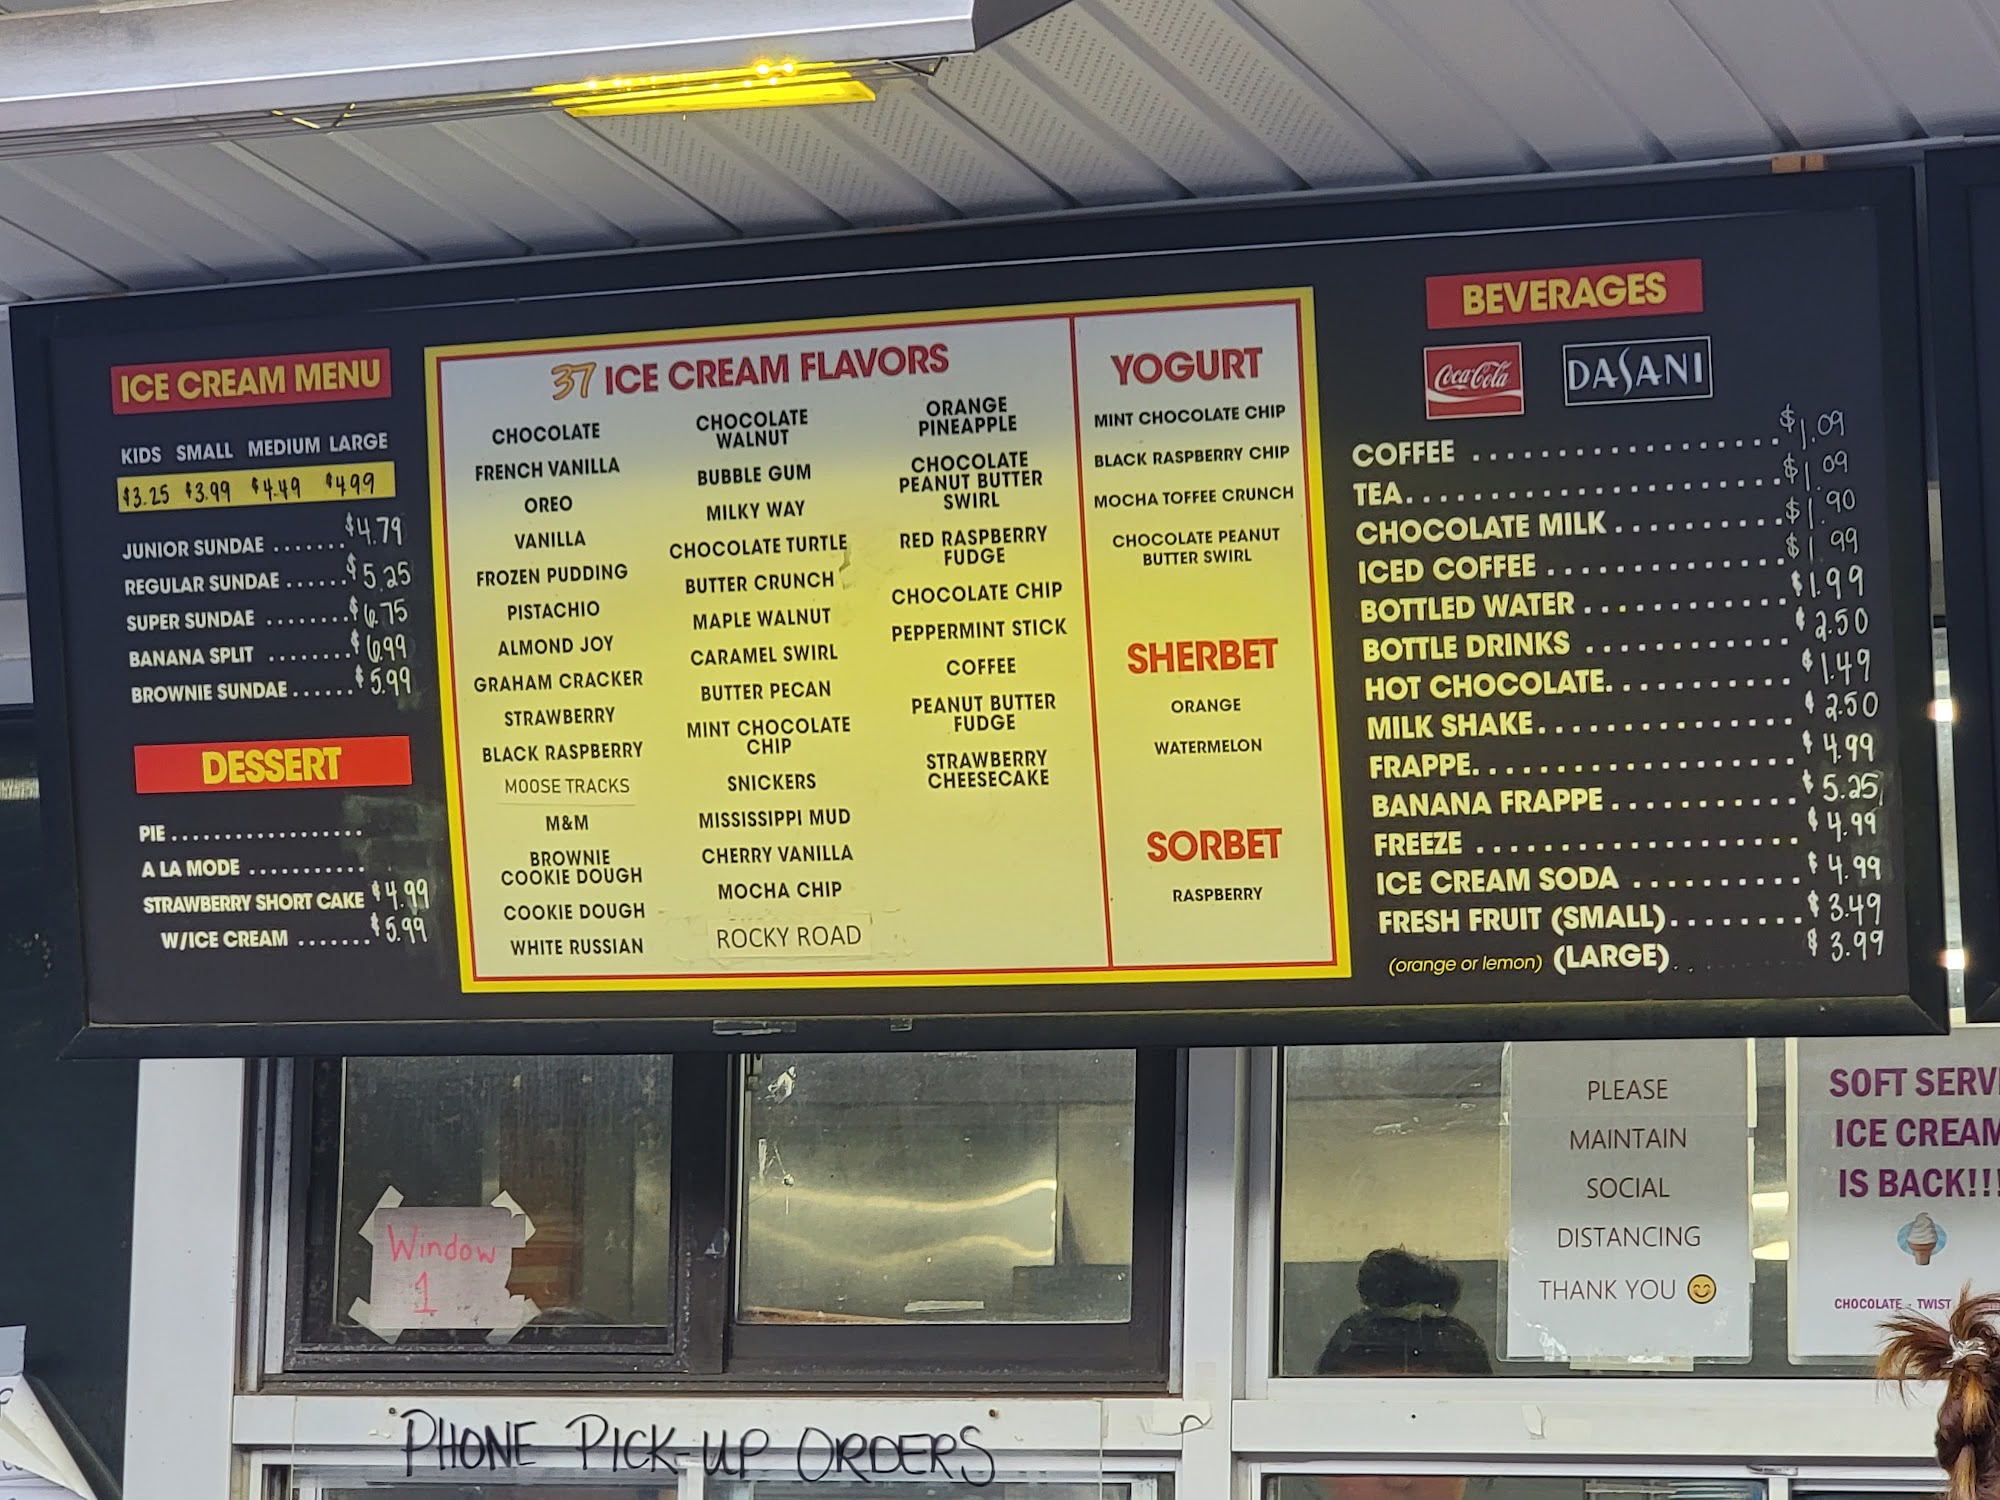 ICE CREAM MENU
KIDS SMALL MEDIUM LARGE
$3.25 $3.99 $4.49 $4.99
JUNIOR SUNDAE ....... $4.79
REGULAR SUNDAE ...... $5.25
SUPER SUNDAE ........ $6.75
BANANA SPLIT ........ $6.99
BROWNIE SUNDAE ...... $5.99
DESSERT
PIE ..................
A LA MODE ...........
STRAWBERRY SHORT CAKE $4.99
W/ICE CREAM ....... $5.99
37 ICE CREAM FLAVORS
CHOCOLATE
FRENCH VANILLA
OREO
VANILLA
FROZEN PUDDING
PISTACHIO
ALMOND JOY
GRAHAM CRACKER
STRAWBERRY
BLACK RASPBERRY
MOOSE TRACKS
M&M
BROWNIE
COOKIE DOUGH
COOKIE DOUGH
WHITE RUSSIAN
CHOCOLATE
WALNUT
BUBBLE GUM
MILKY WAY
CHOCOLATE TURTLE
BUTTER CRUNCH
MAPLE WALNUT
CARAMEL SWIRL
BUTTER PECAN
MINT CHOCOLATE
CHIP
SNICKERS
MISSISSIPPI MUD
CHERRY VANILLA
MOCHA CHIP
ROCKY ROAD
ORANGE
PINEAPPLE
CHOCOLATE
PEANUT BUTTER
SWIRL
RED RASPBERRY
FUDGE
CHOCOLATE CHIP
PEPPERMINT STICK
COFFEE
PEANUT BUTTER
FUDGE
STRAWBERRY
CHEESECAKE
YOGURT
MINT CHOCOLATE CHIP
BLACK RASPBERRY CHIP
MOCHA TOFFEE CRUNCH
CHOCOLATE PEANUT
BUTTER SWIRL
SHERBET
ORANGE
WATERMELON
SORBET
RASPBERRY
BEVERAGES
Coca-Cola DASANI
COFFEE .................. $1.09
TEA....................... $1.09
CHOCOLATE MILK .......... $1.90
ICED COFFEE .............. $1.99
BOTTLED WATER ............ $1.99
BOTTLE DRINKS ............ $2.50
HOT CHOCOLATE........... $1.49
MILK SHAKE............... $2.50
FRAPPE................... $4.99
BANANA FRAPPE ........... $5.25
FREEZE .................. $4.99
ICE CREAM SODA .......... $4.99
FRESH FRUIT (SMALL)........ $3.49
(orange or lemon) (LARGE).. $3.99
PLEASE
MAINTAIN
SOCIAL
DISTANCING
THANK YOU 😊
SOFT SERV
ICE CREAM
IS BACK!!!
CHOCOLATE - TWIST
Window
1
PHONE PICK-UP ORDERS